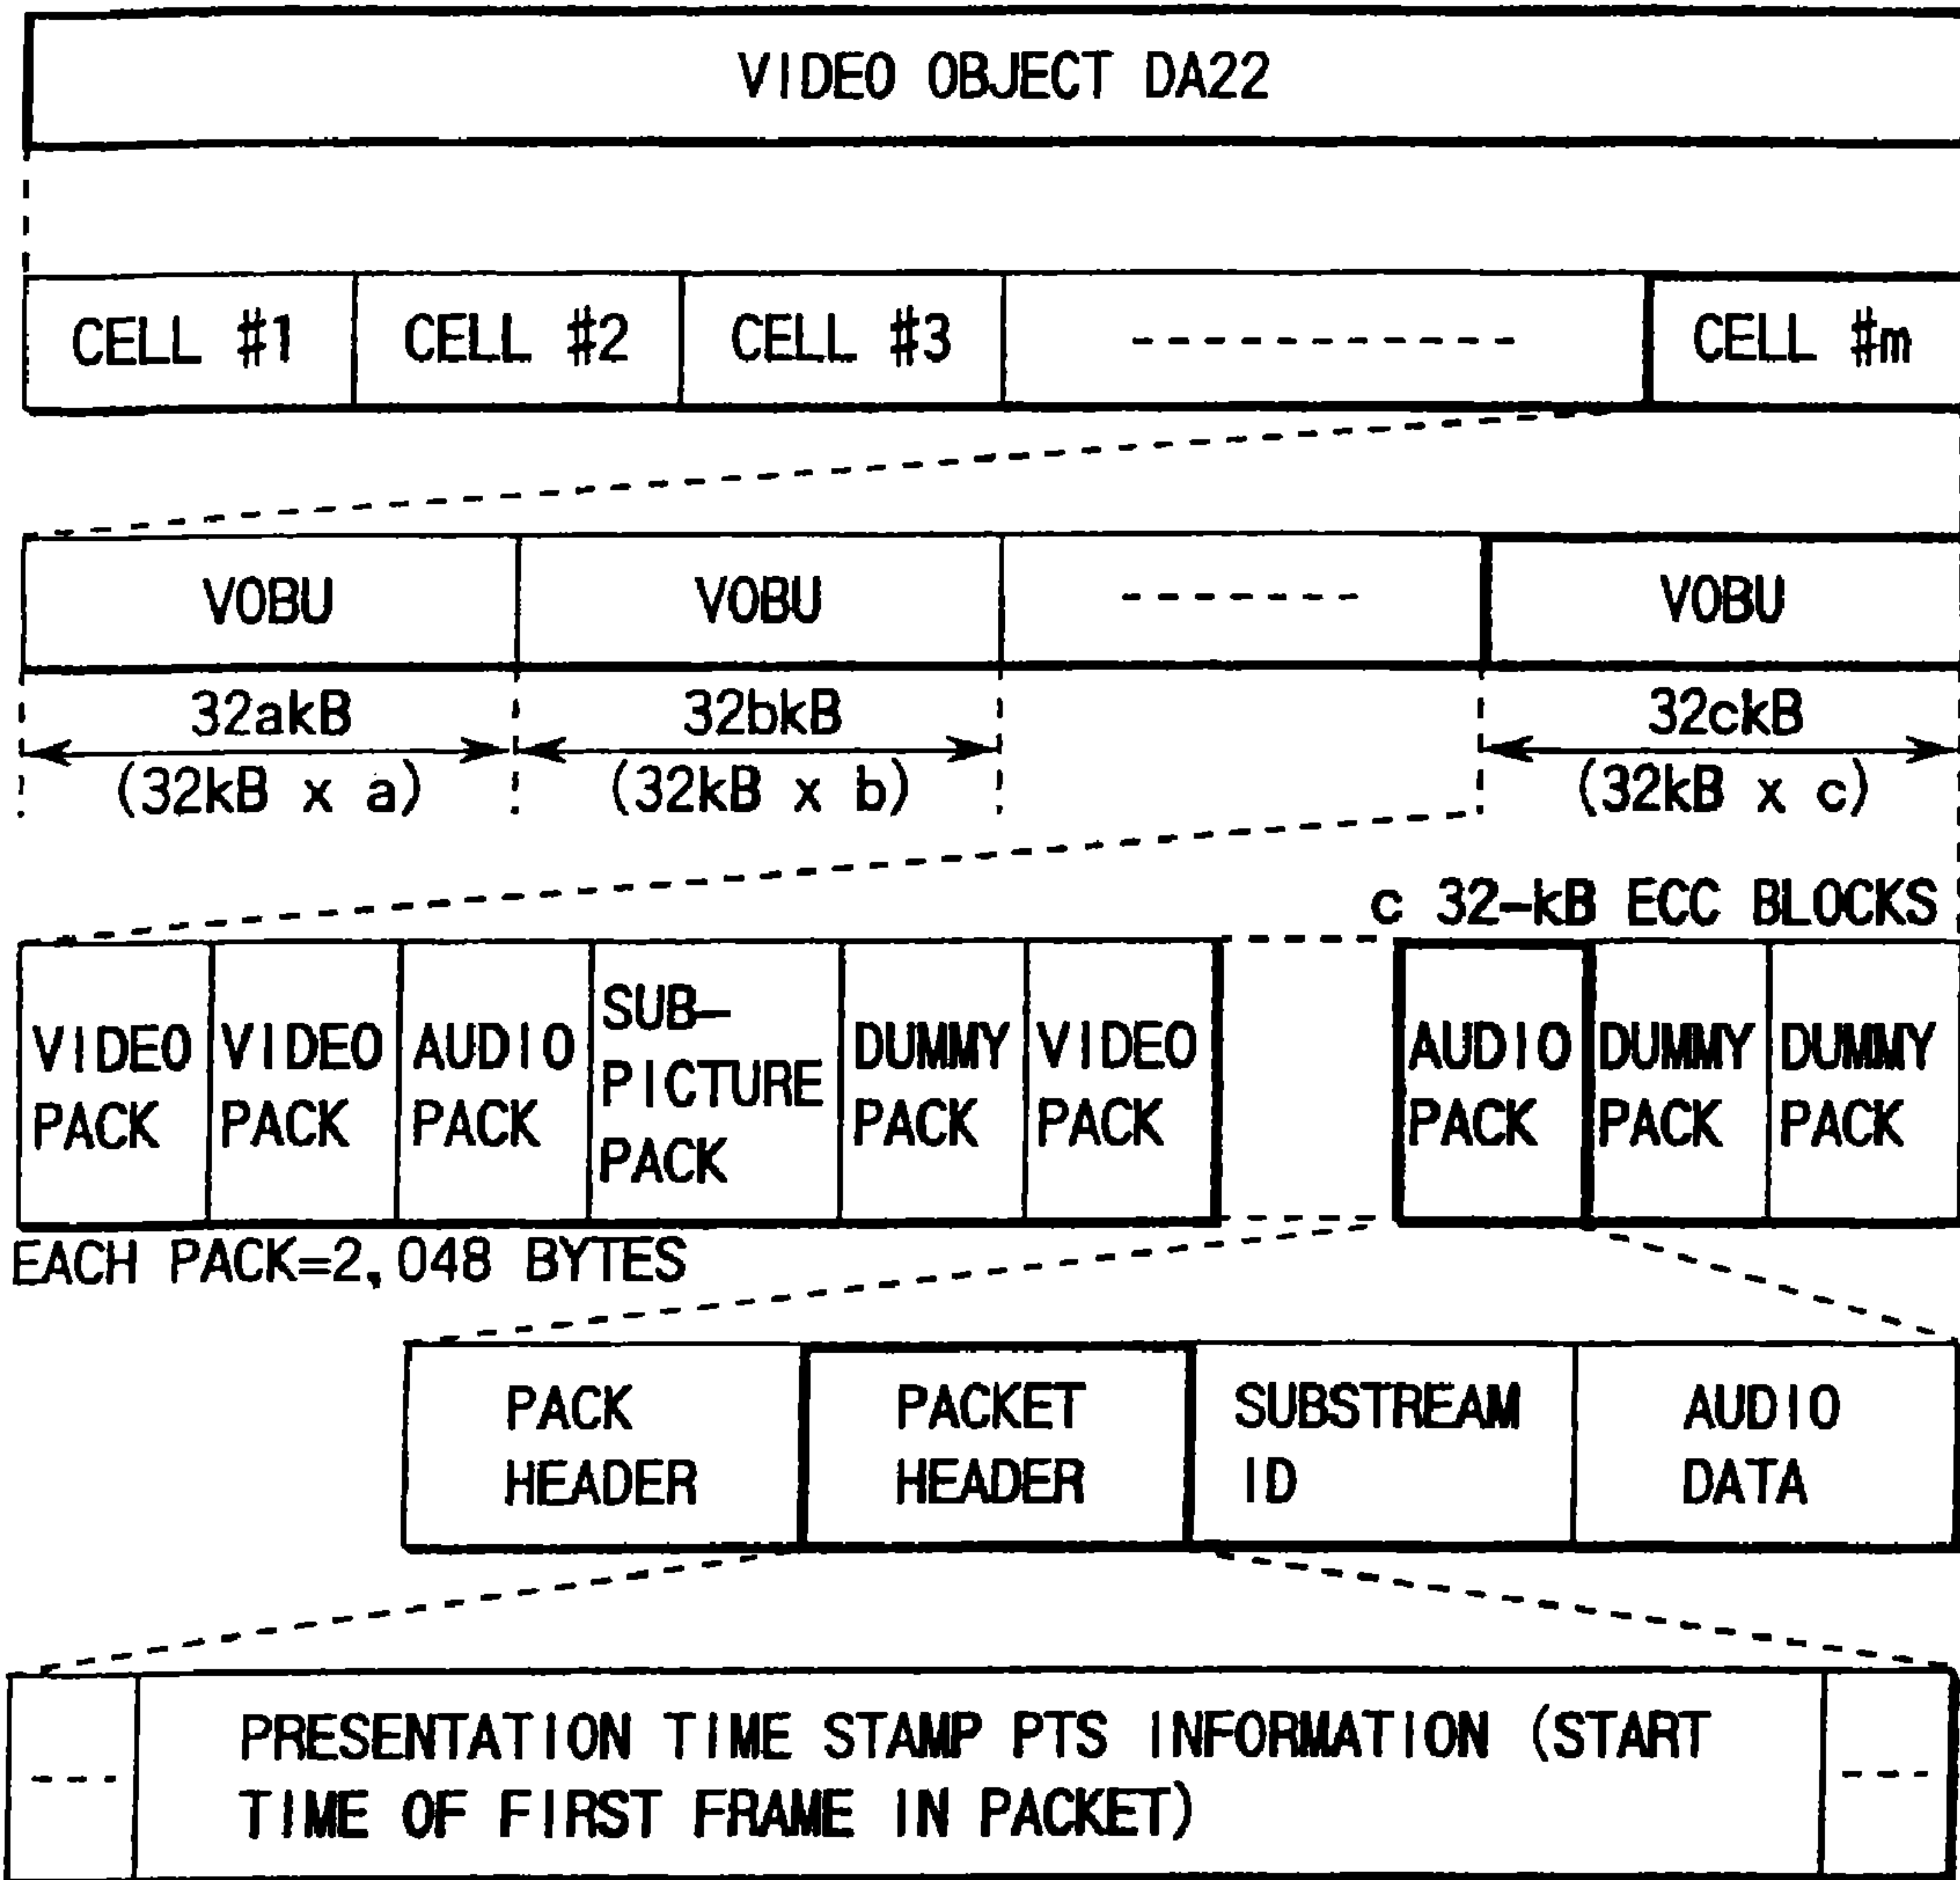 VIDEO OBJECT DA22
CELL #1 CELL #2 CELL #3 ------------ CELL #m
VOBU VOBU -------- VOBU
32akB 32bkB 32ckB
(32kB x a) (32kB x b) (32kB x c)
c 32-kB ECC BLOCKS
VIDEO PACK
VIDEO PACK
AUDIO PACK
SUB-
PICTURE
PACK
DUMMY PACK
VIDEO PACK
AUDIO PACK
DUMMY PACK
DUMMY PACK
EACH PACK=2,048 BYTES
PACK
HEADER
PACKET
HEADER
SUBSTREAM
ID
AUDIO
DATA
--- PRESENTATION TIME STAMP PTS INFORMATION (START ---
TIME OF FIRST FRAME IN PACKET)